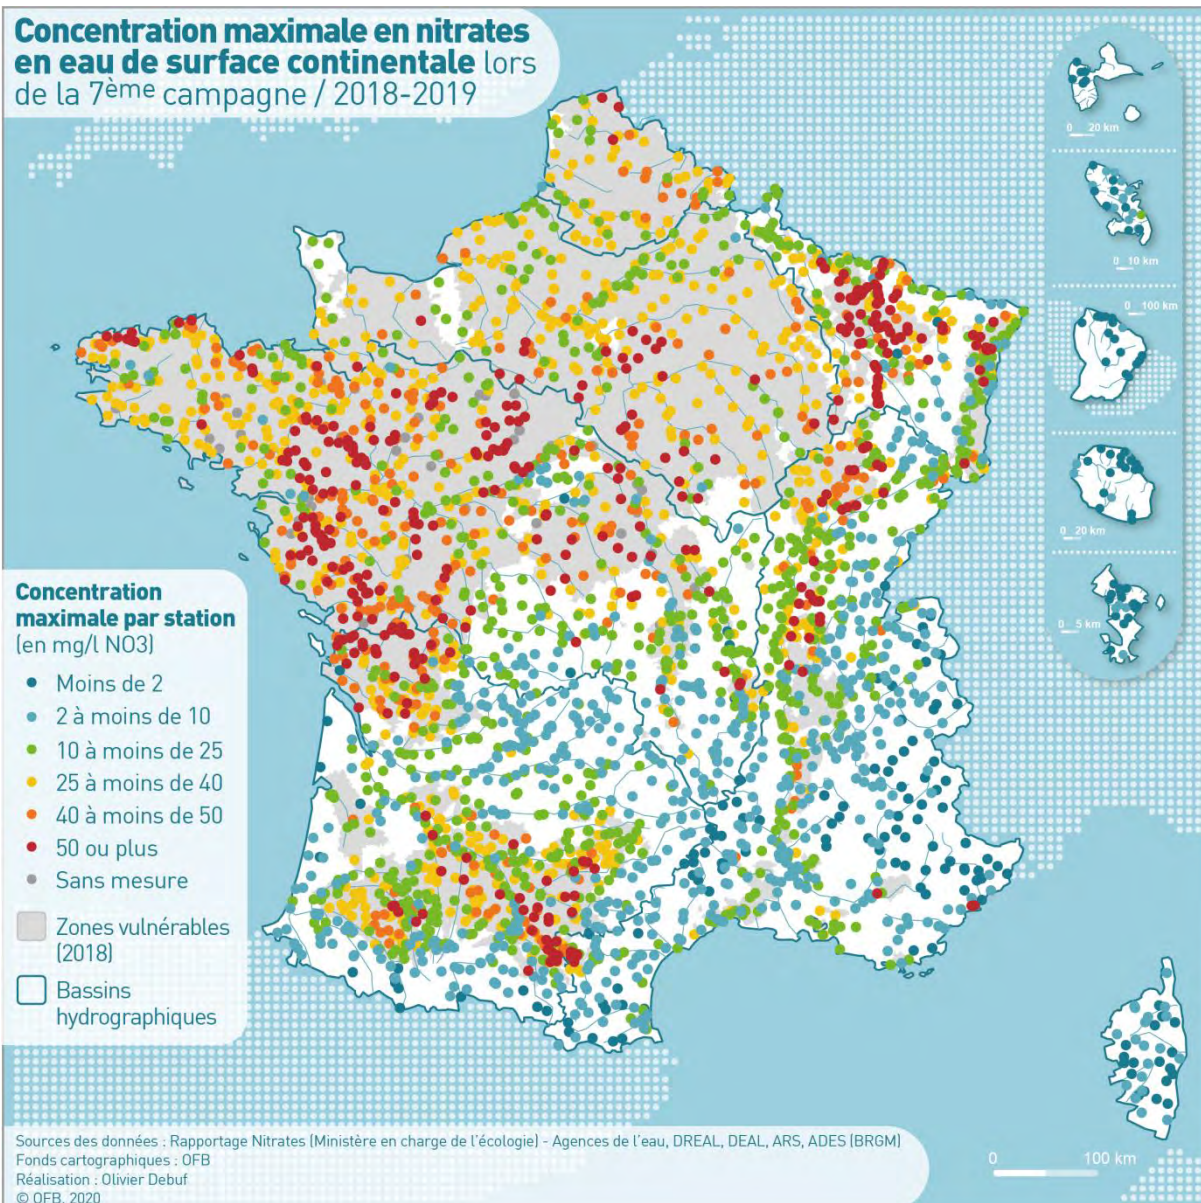 Concentration maximale en nitrates
en eau de surface continentale lors
de la 7ème campagne / 2018-2019
0 20 km
0 10 km
0 100 km
0 20 km
0 5 km
Concentration
maximale par station
(en mg/l NO3)
Moins de 2
2 à moins de 10
10 à moins de 25
25 à moins de 40
40 à moins de 50
50 ou plus
Sans mesure
Zones vulnérables
(2018)
Bassins
hydrographiques
Sources des données : Rapportage Nitrates (Ministère en charge de l'écologie) - Agences de l'eau, DREAL, DEAL, ARS, ADES (BRGM)
Fonds cartographiques : OFB
Réalisation : Olivier Debuf
© OFB, 2020
0 100 km